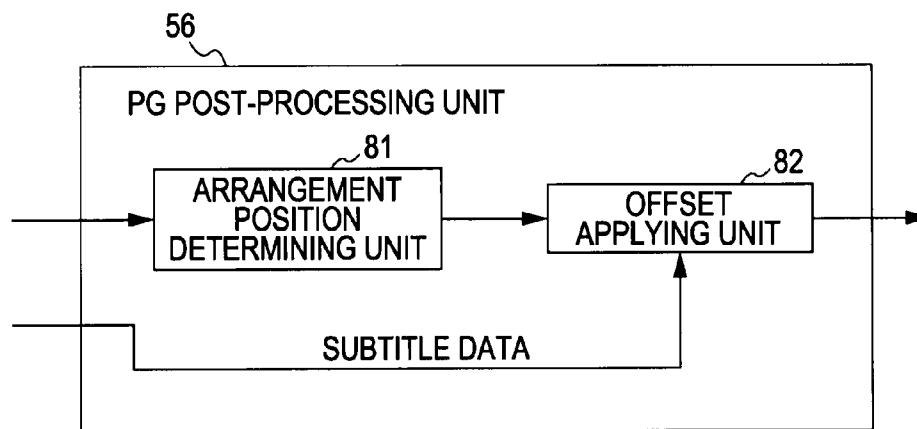 56
PG POST-PROCESSING UNIT
81
ARRANGEMENT
POSITION
DETERMINING UNIT
82
OFFSET
APPLYING UNIT
SUBTITLE DATA